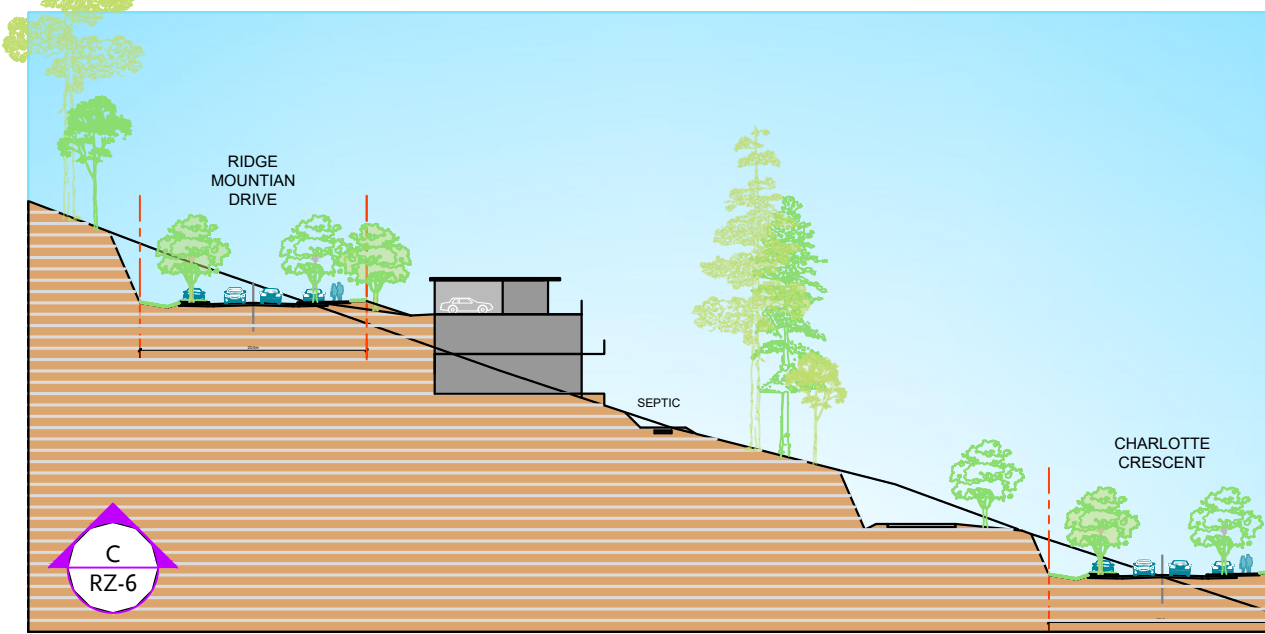 RIDGE
MOUNTIAN
DRIVE
SEPTIC
CHARLOTTE
CRESCENT
C
RZ-6